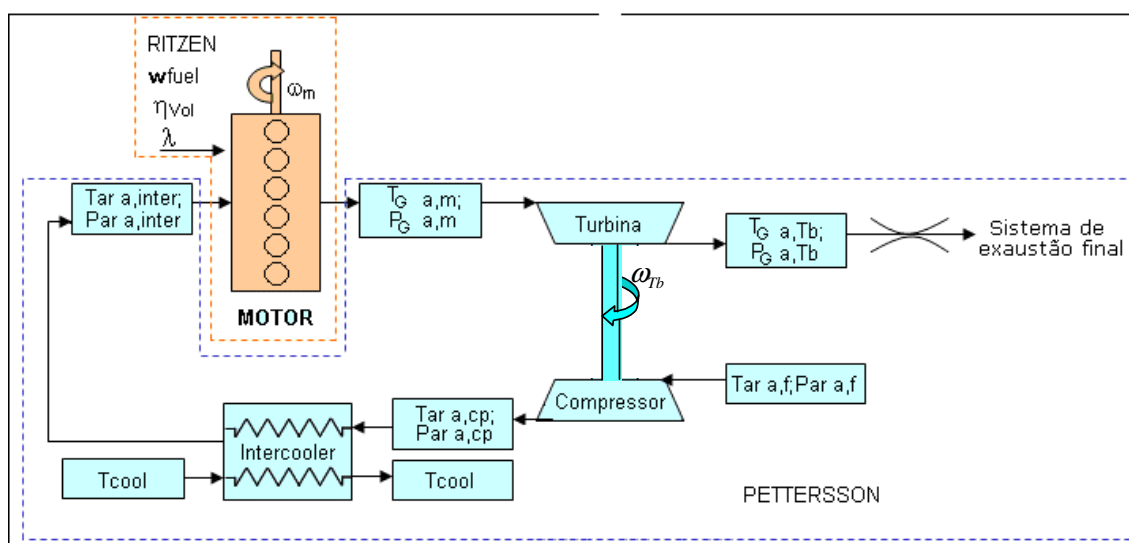 RITZEN
wfuel
ηVol
λ
ωm
Tar a,inter;
Par a,inter
MOTOR
TG a,m;
PG a,m
Turbina
TG a,Tb;
PG a,Tb
Sistema de
exaustão final
ωTb
Tar a,f;Par a,f
Compressor
Tar a,cp;
Par a,cp
Intercooler
Tcool
Tcool
PETTERSSON